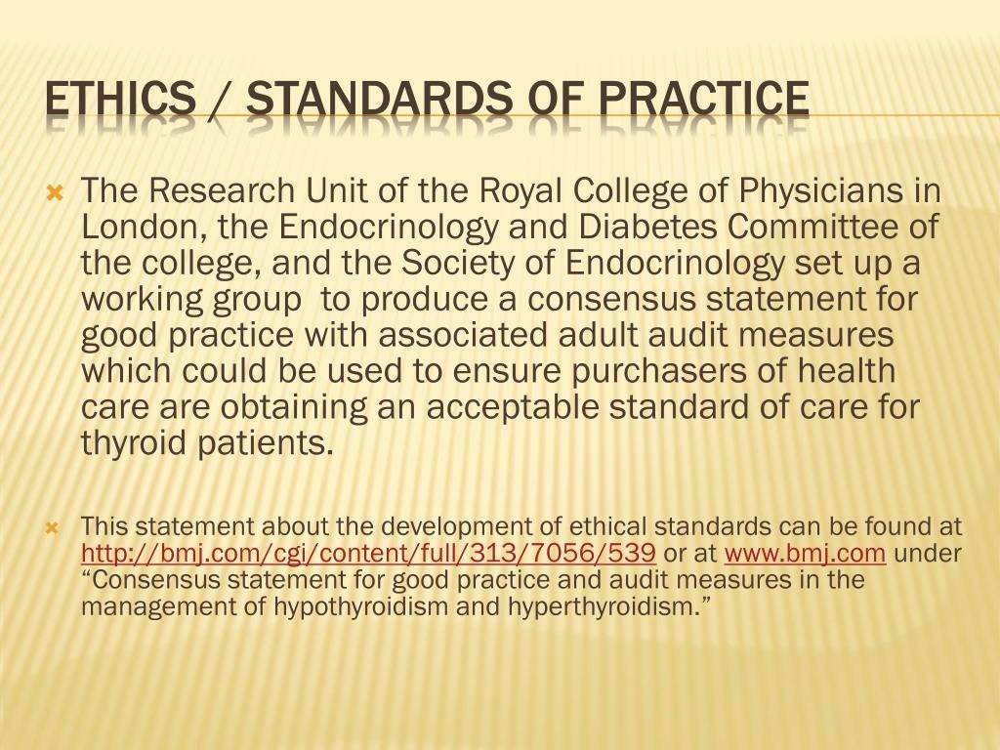 ETHICS / STANDARDS OF PRACTICE
The Research Unit of the Royal College of Physicians in
London, the Endocrinology and Diabetes Committee of
the college, and the Society of Endocrinology set up a
working group  to produce a consensus statement for
good practice with associated adult audit measures
which could be used to ensure purchasers of health
care are obtaining an acceptable standard of care for
thyroid patients.
This statement about the development of ethical standards can be found at
http://bmj.com/cgi/content/full/313/7056/539 or at www.bmj.com under
“Consensus statement for good practice and audit measures in the
management of hypothyroidism and hyperthyroidism.”